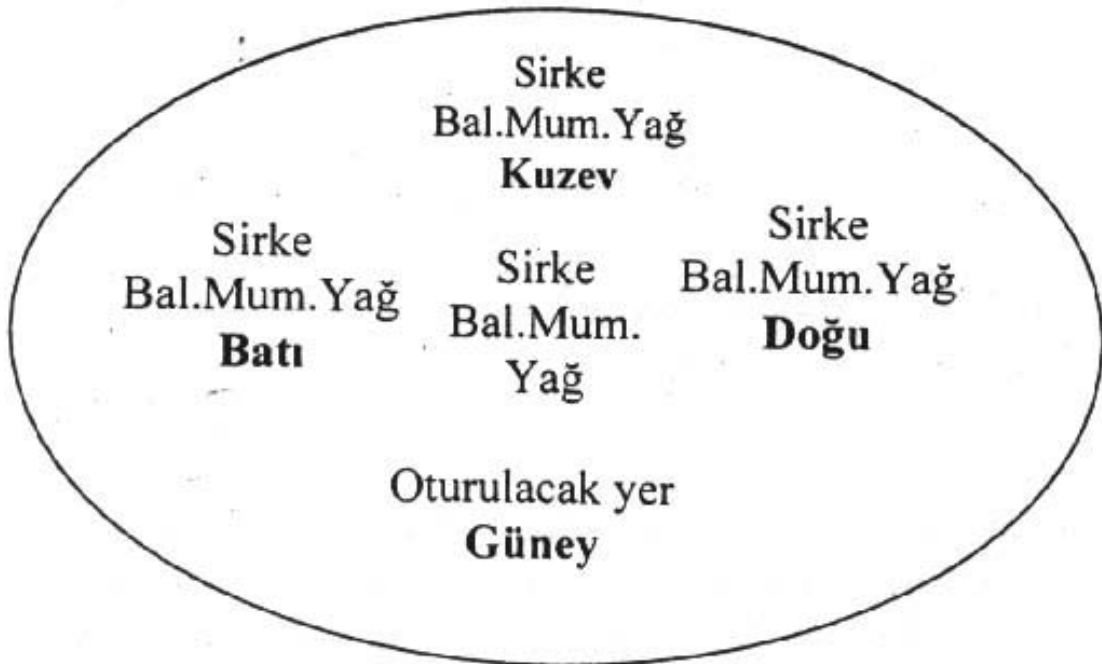 Sirke
Bal.Mum.Yağ
Kuzev
Sirke
Bal.Mum.Yağ
Batı
Sirke
Bal.Mum.
Yağ
Sirke
Bal.Mum.Yağ
Doğu
Oturulacak yer
Güney